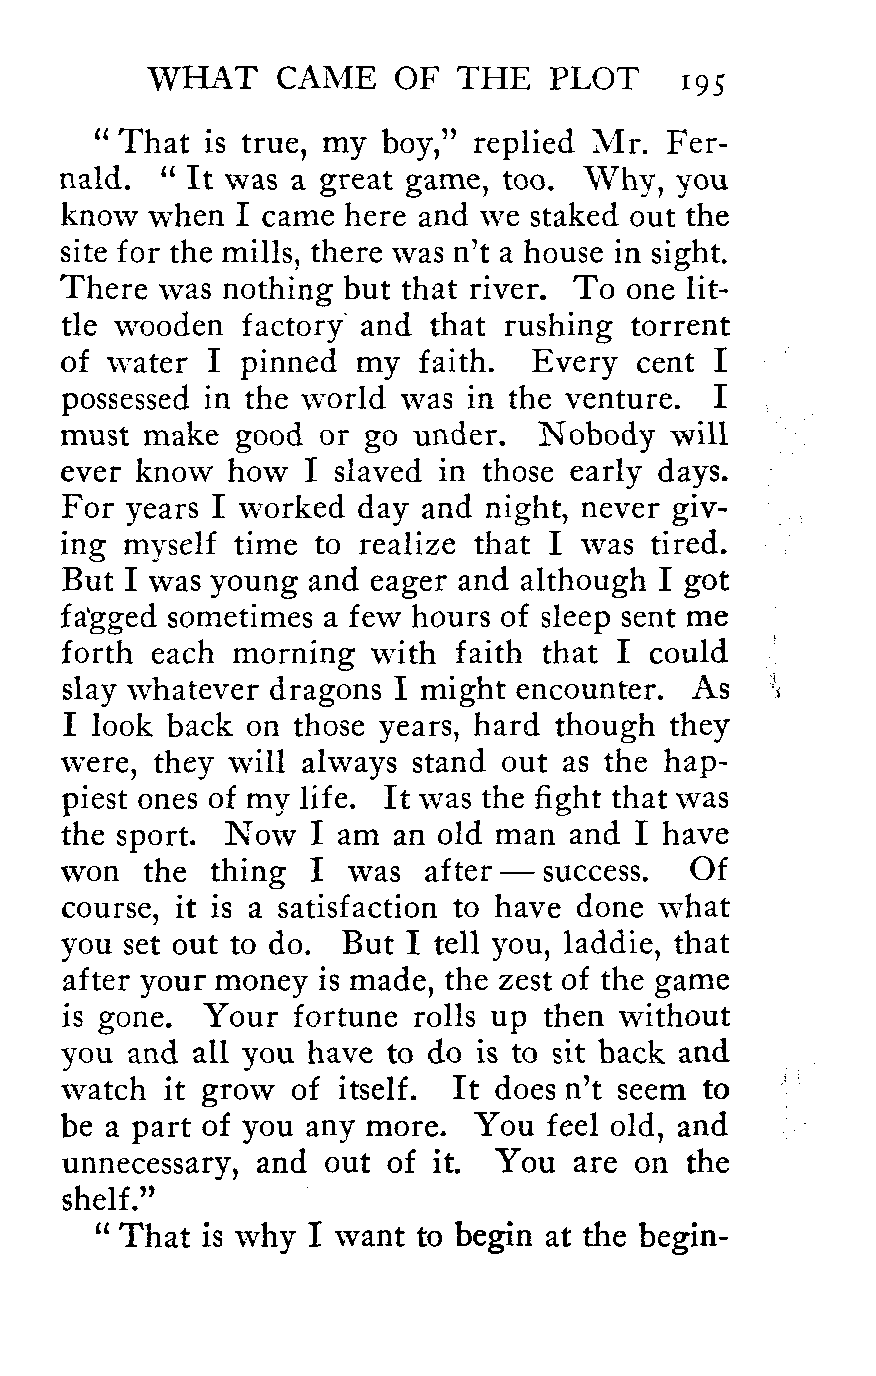 WHAT CAME OF THE PLOT 195
“ That is true, my boy,” replied Mr. Fer-
nald. “ It was a great game, too. Why, you
know when I came here and we staked out the
site for the mills, there was n’t a house in sight.
There was nothing but that river. To one lit-
tle wooden factory and that rushing torrent
of water I pinned my faith. Every cent I
possessed in the world was in the venture. I
must make good or go under. Nobody will
ever know how I slaved in those early days.
For years I worked day and night, never giv-
ing myself time to realize that I was tired.
But I was young and eager and although I got
fagged sometimes a few hours of sleep sent me
forth each morning with faith that I could
slay whatever dragons I might encounter. As
I look back on those years, hard though they
were, they will always stand out as the hap-
piest ones of my life. It was the fight that was
the sport. Now I am an old man and I have
won the thing I was after — success. Of
course, it is a satisfaction to have done what
you set out to do. But I tell you, laddie, that
after your money is made, the zest of the game
is gone. Your fortune rolls up then without
you and all you have to do is to sit back and
watch it grow of itself. It does n’t seem to
be a part of you any more. You feel old, and
unnecessary, and out of it. You are on the
shelf.”
“ That is why I want to begin at the begin-